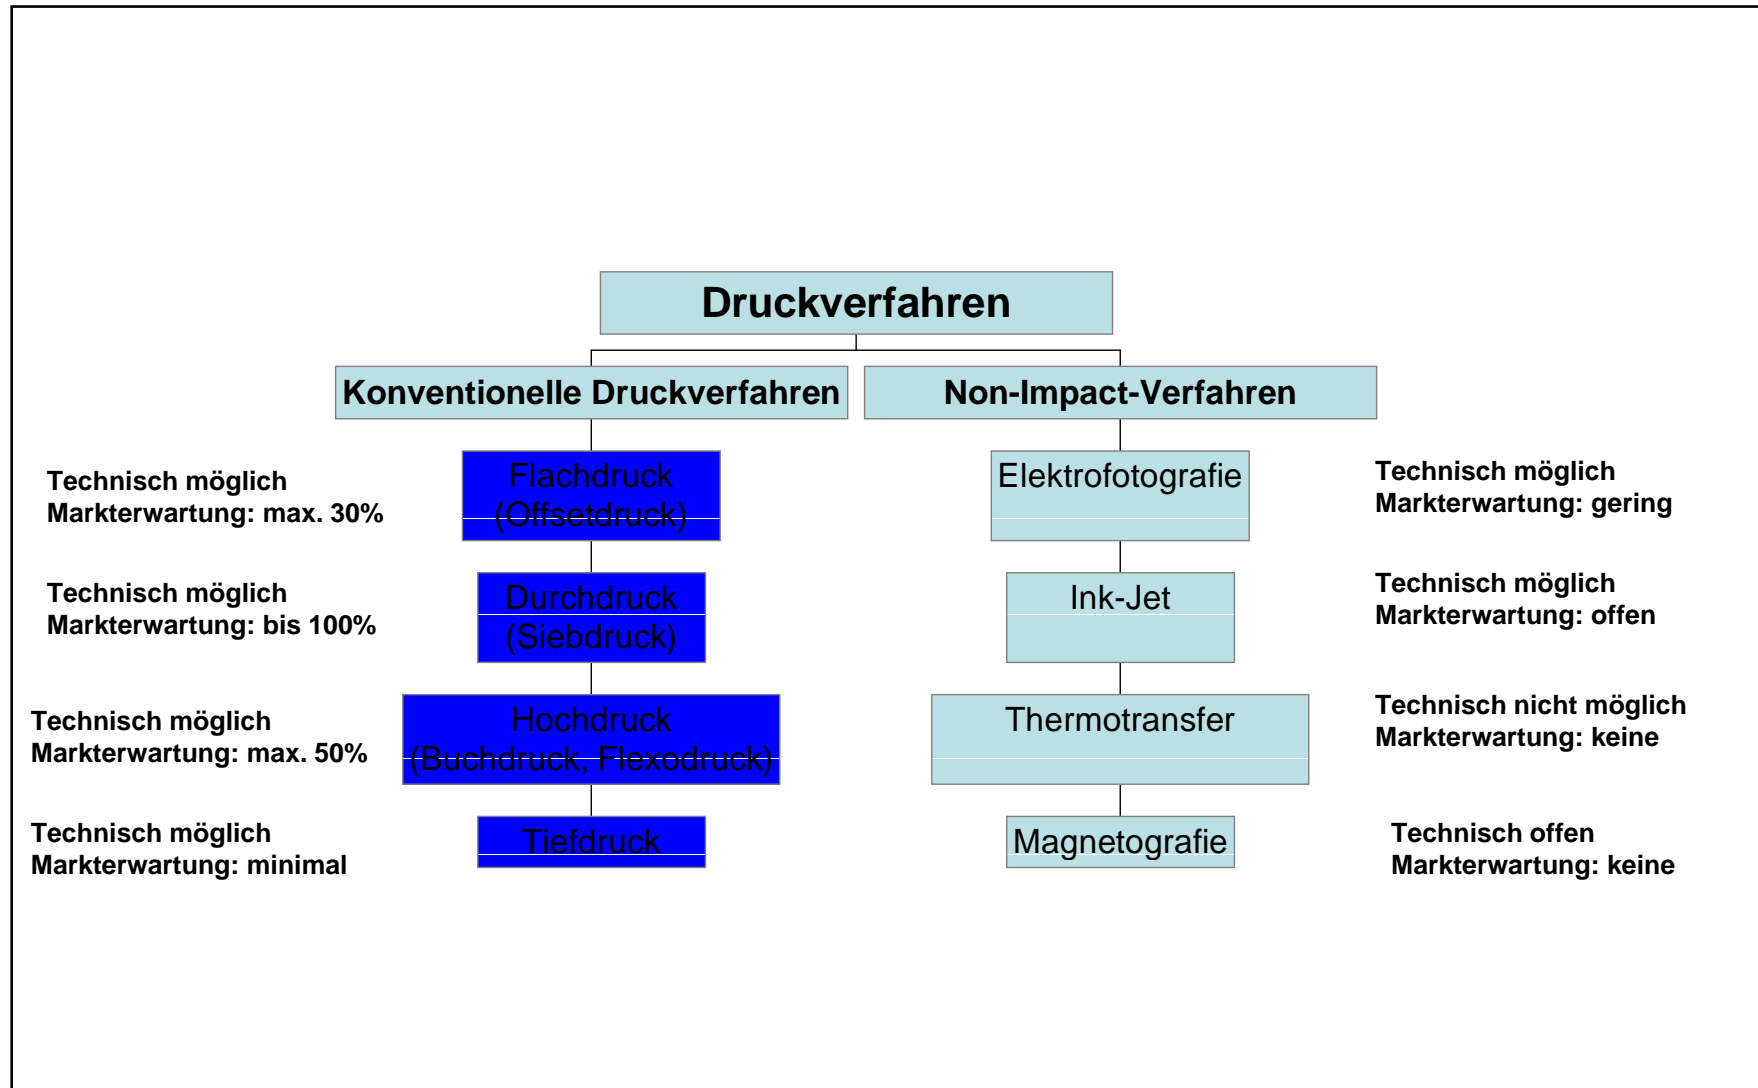 Druckverfahren
Konventionelle Druckverfahren
Non-Impact-Verfahren
Technisch möglich
Markterwartung: max. 30%
Flachdruck
(Offsetdruck)
Elektrofotografie
Technisch möglich
Markterwartung: gering
Technisch möglich
Markterwartung: bis 100%
Durchdruck
(Siebdruck)
Ink-Jet
Technisch möglich
Markterwartung: offen
Technisch möglich
Markterwartung: max. 50%
Hochdruck
(Buchdruck, Flexodruck)
Thermotransfer
Technisch nicht möglich
Markterwartung: keine
Technisch möglich
Markterwartung: minimal
Tiefdruck
Magnetografie
Technisch offen
Markterwartung: keine